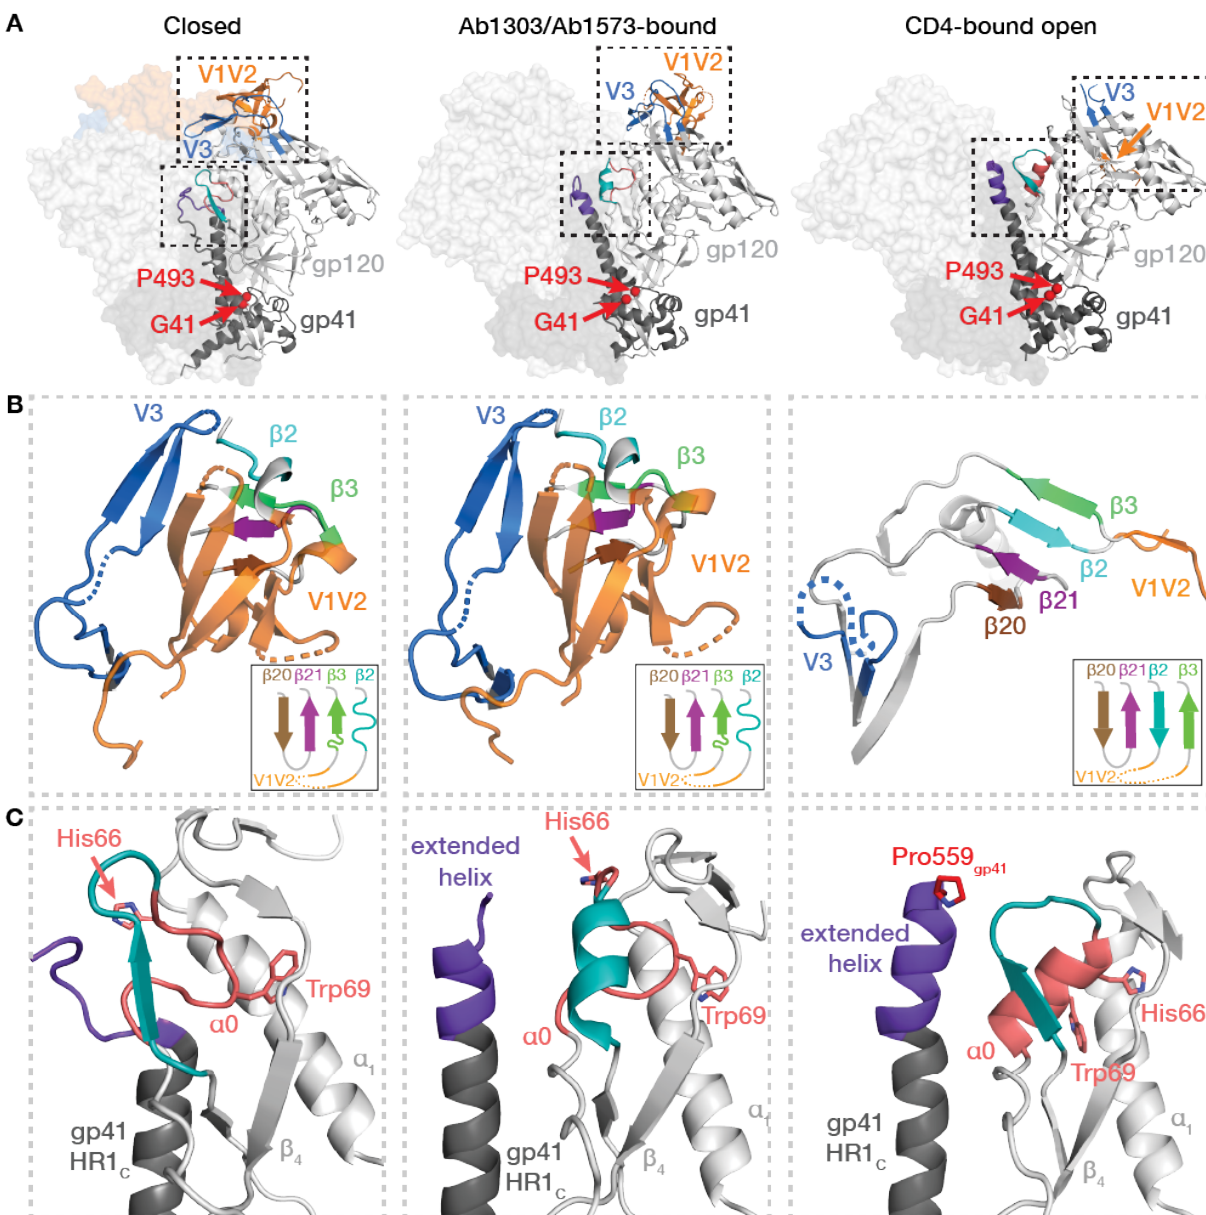 A
Closed
Ab1303/Ab1573-bound
CD4-bound open
V1V2
V3
P493
G41
gp120
gp41
V1V2
V3
P493
G41
gp120
gp41
V3
V1V2
P493
G41
gp120
gp41
B
V3
β2
β3
V1V2
β20 β21 β3 β2
V1V2
V3
β2
β3
V1V2
β20 β21 β3 β2
V1V2
β3
β2
V1V2
β21
β20
V3
β20 β21 β2 β3
V1V2
C
His66
Trp69
α0
α1
gp41
HR1C
β4
His66
extended
helix
Trp69
α0
α1
gp41
HR1C
β4
Pro559gp41
extended
helix
His66
α0
Trp69
α1
gp41
HR1C
β4